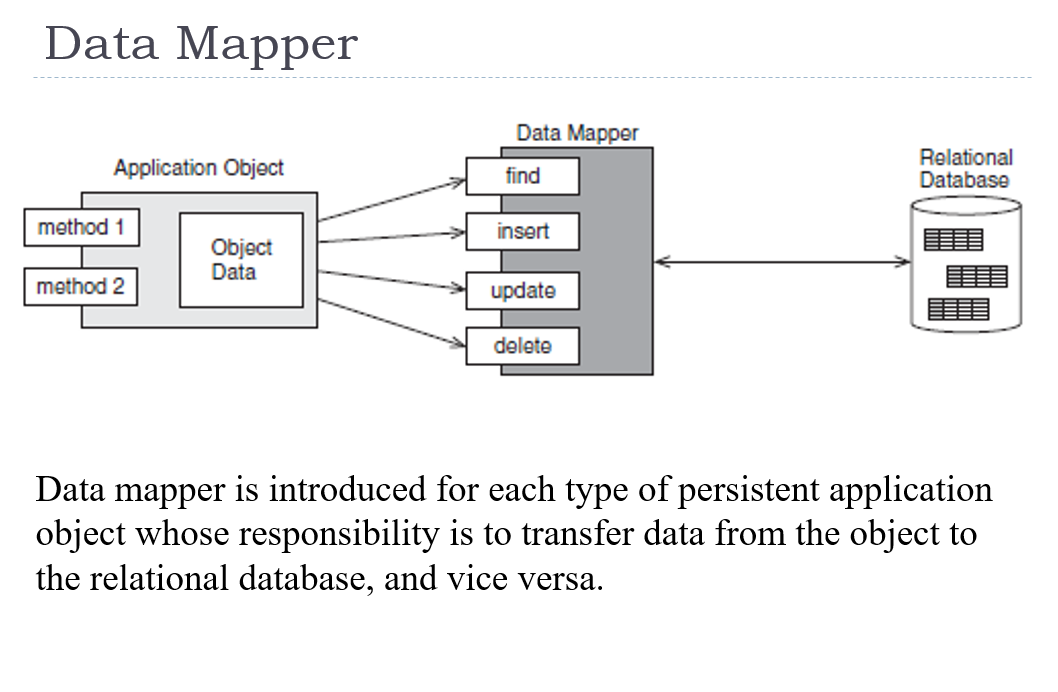 Data Mapper
Data Mapper
Application Object
Relational
Database
find
method 1
insert
Object
Data
method 2
update
delete
Data mapper is introduced for each type of persistent application
object whose responsibility is to transfer data from the object to
the relational database, and vice versa.